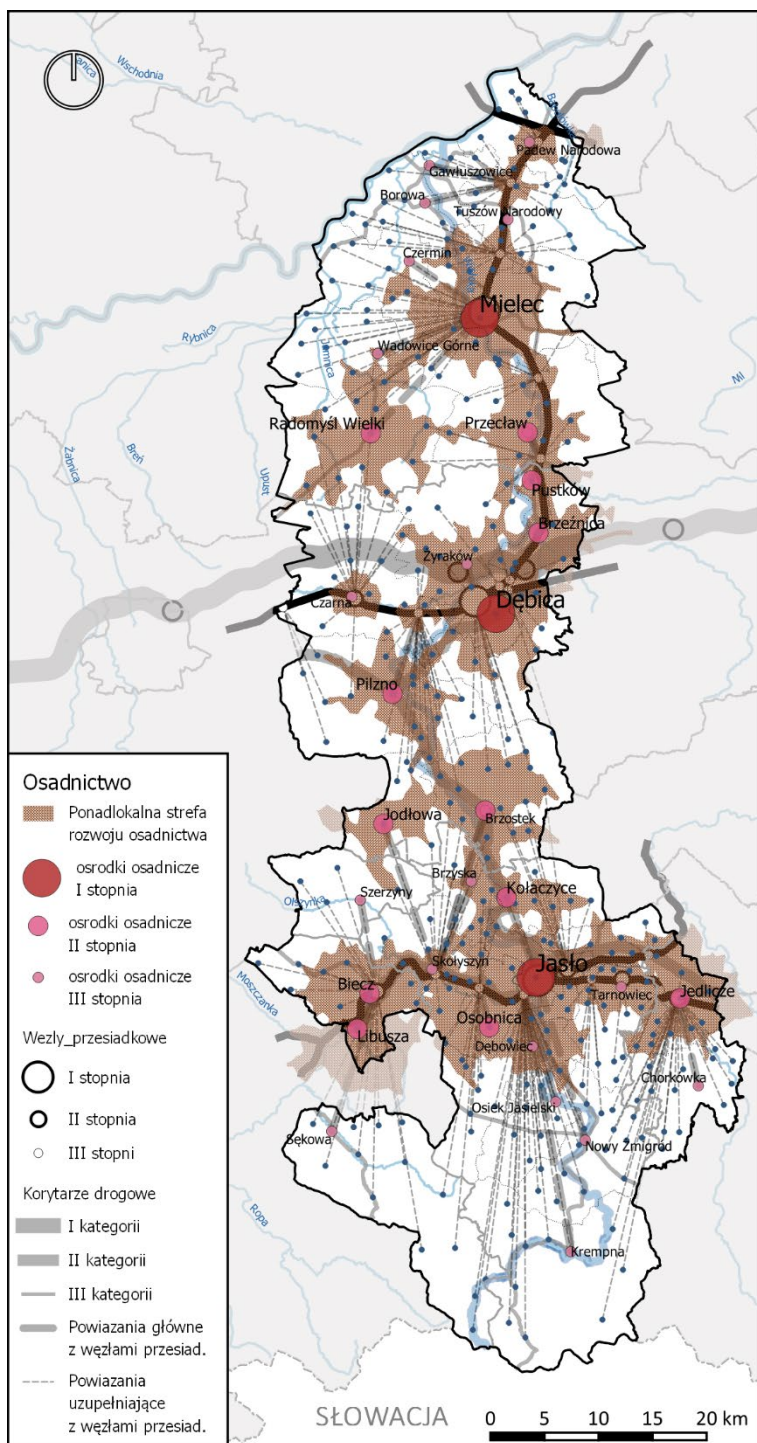 Wschodnia
Padew Narodowa
Gawłuszowice
Borowa
Tuszów Narodowy
Czermin
Mielec
Rybnica
Jamnica
Wadowice Górne
Radomyśl Wielki
Przecław
Żabnica
Breń
Upust
Pustków
Brzeźnica
Żyraków
Czarna
Dębica
Pilzno
Jodłowa
Brzostek
Brzyska
Szerzyny
Olszynka
Kołaczyce
Moszczanka
Skołyszyn
Jasło
Biecz
Tarnowiec
Jedlicze
Libusza
Osobnica
Dębowiec
Chorkówka
Osiek Jasielski
Sękowa
Nowy Żmigród
Ropa
Krempna
Osadnictwo
Ponadlokalna strefa
rozwoju osadnictwa
osrodki osadnicze
I stopnia
osrodki osadnicze
II stopnia
osrodki osadnicze
III stopnia
Wezly_przesiadkowe
I stopnia
II stopnia
III stopni
Korytarze drogowe
I kategorii
II kategorii
III kategorii
Powiazania główne
z węzłami przesiad.
Powiazania
uzupełniające
z węzłami przesiad.
SŁOWACJA
0 5 10 15 20 km